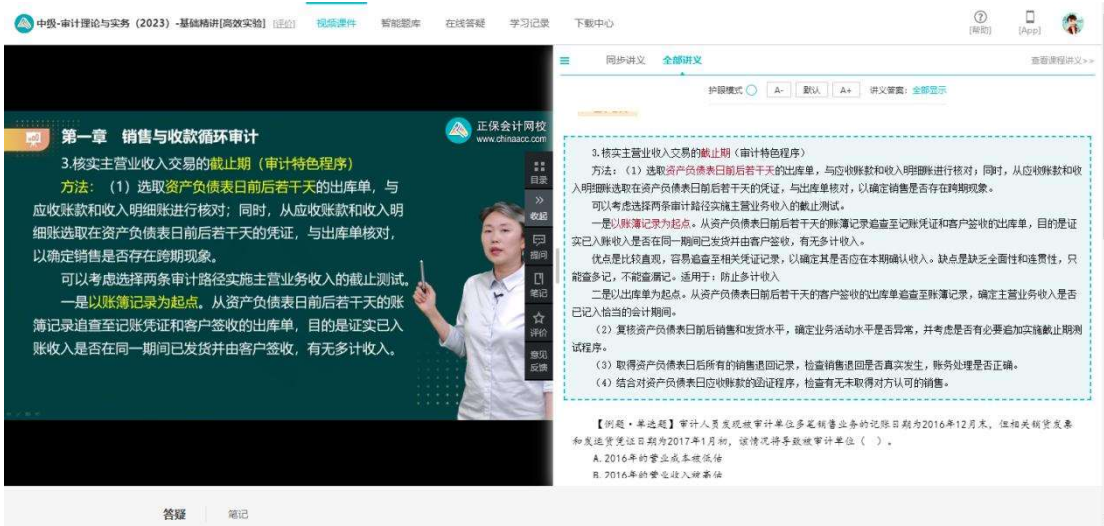 中级-审计理论与实务（2023）-基础精讲[高效实验] [评价] 视频课件 智能题库 在线答疑 学习记录 下载中心
[帮助] [App]
同步讲义 全部讲义 查看课程讲义>>
护眼模式 A- 默认 A+ 讲义答案：全部显示
第一章 销售与收款循环审计
正保会计网校
www.chinaacc.com
3.核实主营业收入交易的截止期（审计特色程序）
方法：（1）选取资产负债表日前后若干天的出库单，与
应收账款和收入明细账进行核对；同时，从应收账款和收入明
细账选取在资产负债表日前后若干天的凭证，与出库单核对，
以确定销售是否存在跨期现象。
可以考虑选择两条审计路径实施主营业务收入的截止测试。
一是以账簿记录为起点。从资产负债表日前后若干天的账
簿记录追查至记账凭证和客户签收的出库单，目的是证实已入
账收入是否在同一期间已发货并由客户签收，有无多计收入。
目录
收起
提问
笔记
评价
意见
反馈
3.核实主营业收入交易的截止期（审计特色程序）
方法：（1）选取资产负债表日前后若干天的出库单，与应收账款和收入明细账进行核对；同时，从应收账款和收
入明细账选取在资产负债表日前后若干天的凭证，与出库单核对，以确定销售是否存在跨期现象。
可以考虑选择两条审计路径实施主营业务收入的截止测试。
一是以账簿记录为起点。从资产负债表日前后若干天的账簿记录追查至记账凭证和客户签收的出库单，目的是证
实已入账收入是否在同一期间已发货并由客户签收，有无多计收入。
优点是比较直观，容易追查至相关凭证记录，以确定其是否应在本期确认收入。缺点是缺乏全面性和连贯性，只
能查多记，不能查漏记。适用于：防止多计收入
二是以出库单为起点。从资产负债表日前后若干天的客户签收的出库单追查至账簿记录，确定主营业务收入是否
已记入恰当的会计期间。
（2）复核资产负债表日前后销售和发货水平，确定业务活动水平是否异常，并考虑是否有必要追加实施截止期测
试程序。
（3）取得资产负债表日后所有的销售退回记录，检查销售退回是否真实发生，账务处理是否正确。
（4）结合对资产负债表日应收账款的函证程序，检查有无未取得对方认可的销售。
【例题·单选题】审计人员发现被审计单位多笔销售业务的记账日期为2016年12月末，但相关销货发票
和发运货凭证日期为2017年1月初，该情况将导致被审计单位（ ）。
A.2016年的营业成本被低估
B.2016年的营业收入被高估
答疑 笔记